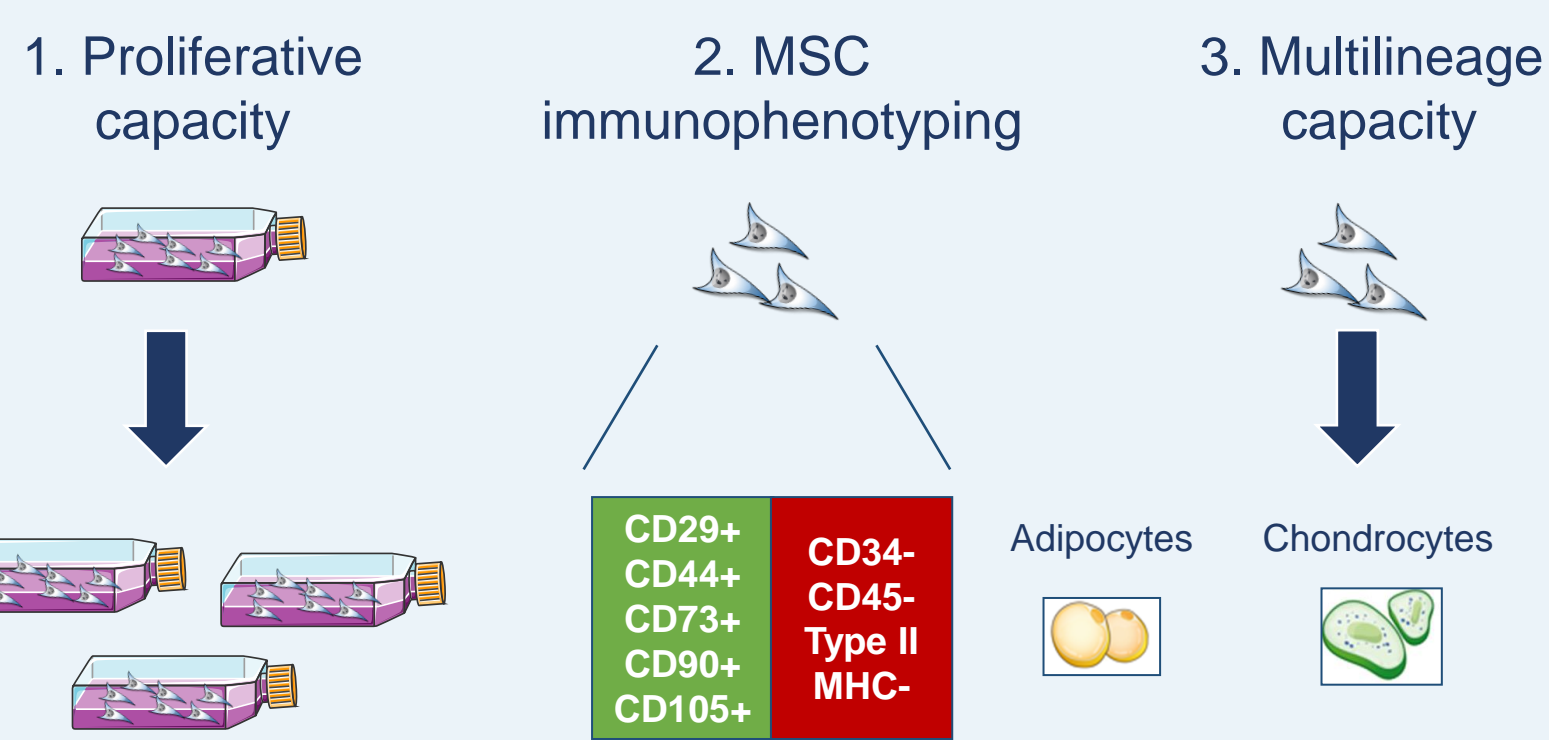 1. Proliferative
capacity
2. MSC
immunophenotyping
3. Multilineage
capacity
CD29+
CD44+
CD73+
CD90+
CD105+
CD34-
CD45-
Type II
MHC-
Adipocytes
Chondrocytes